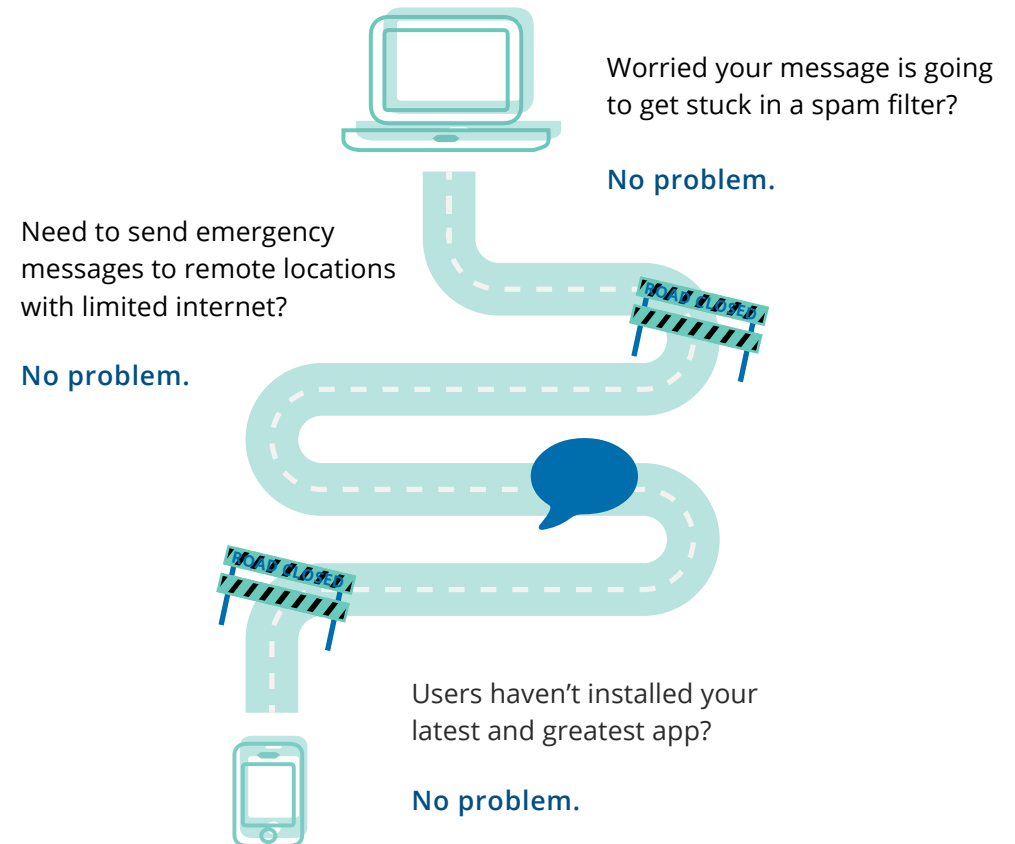 Worried your message is going
to get stuck in a spam filter?
No problem.
Need to send emergency
messages to remote locations
with limited internet?
No problem.
ROAD CLOSED
ROAD CLOSED
Users haven’t installed your
latest and greatest app?
No problem.